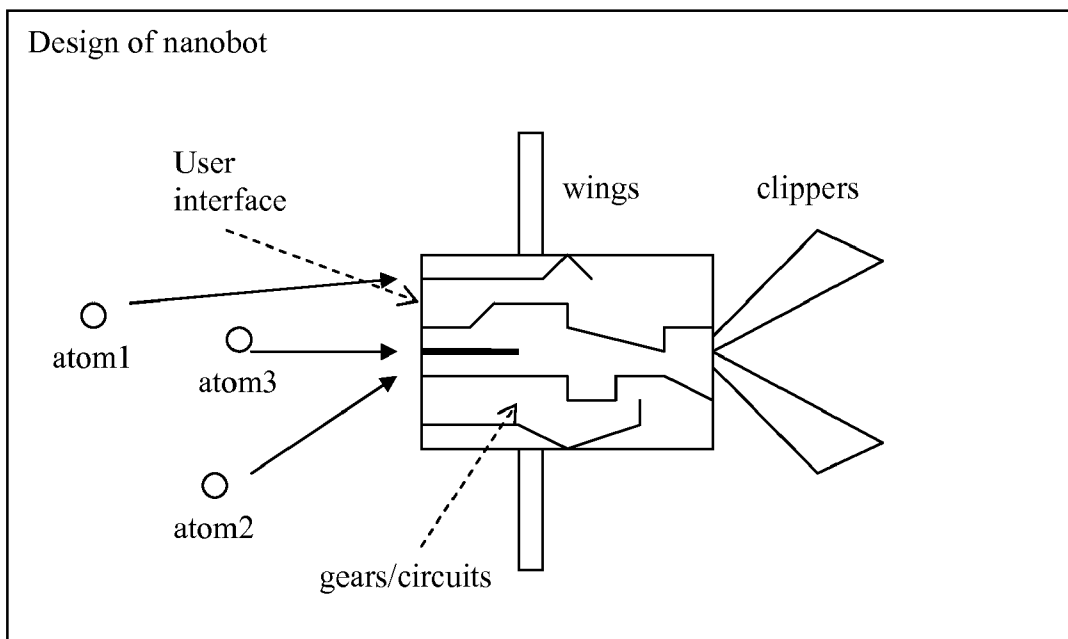 Design of nanobot
User
interface
wings
clippers
atom1
atom3
atom2
gears/circuits